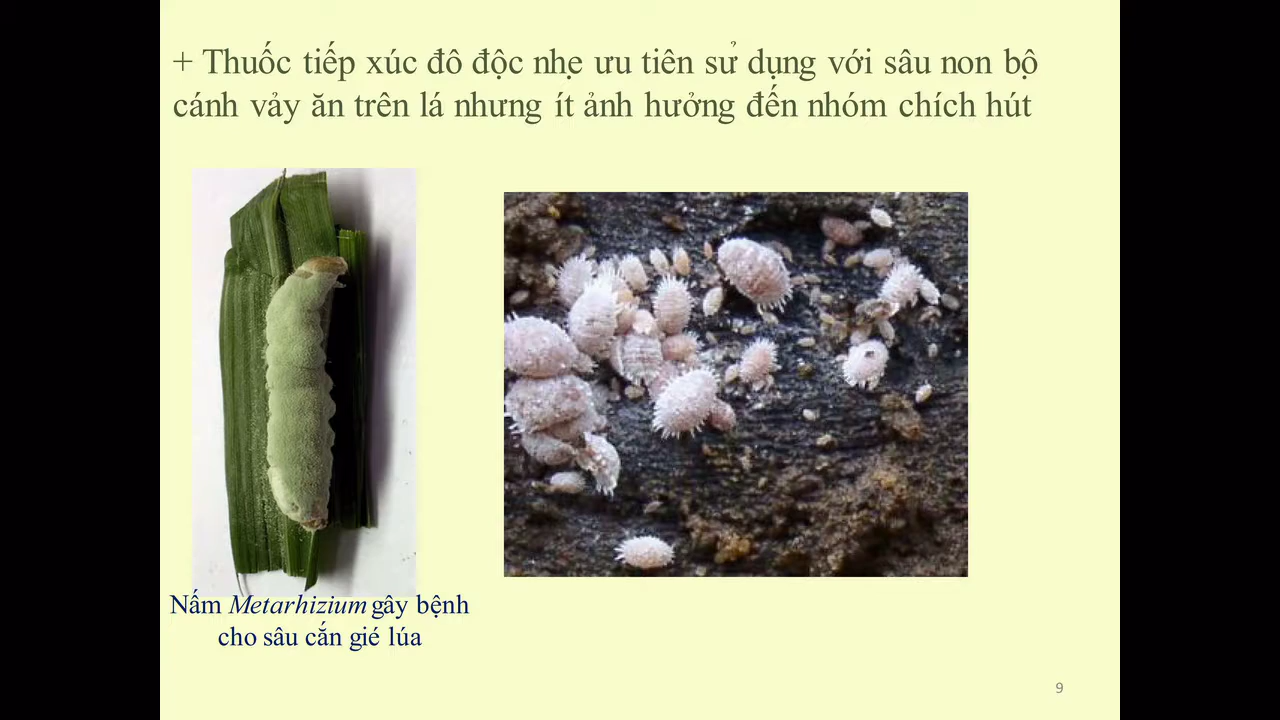 + Thuốc tiếp xúc đô độc nhẹ ưu tiên sử dụng với sâu non bộ
cánh vảy ăn trên lá nhưng ít ảnh hưởng đến nhóm chích hút
Nấm Metarhizium gây bệnh
cho sâu cắn gié lúa
9